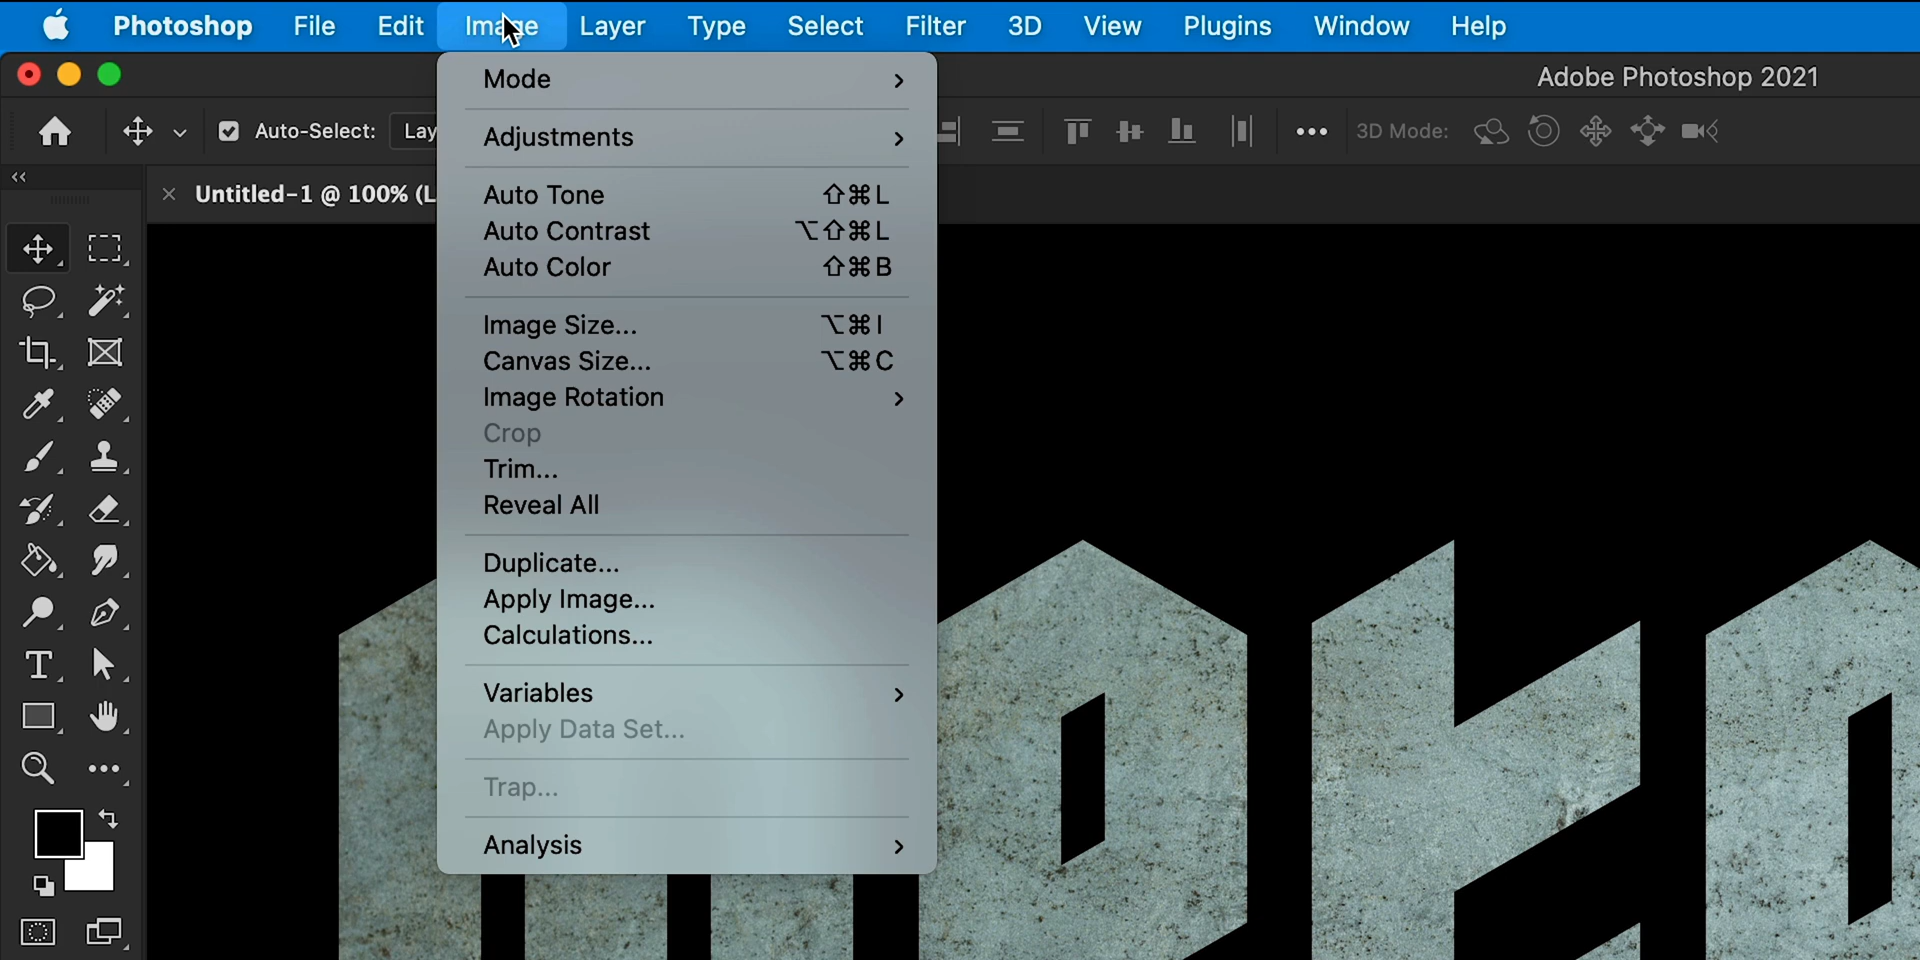 Photoshop File Edit Image Layer Type Select Filter 3D View Plugins Window Help
Adobe Photoshop 2021
Auto-Select: Lay
3D Mode:
Untitled-1 @ 100% (L
Mode
Adjustments
Auto Tone ⇧⌘L
Auto Contrast ⌥⇧⌘L
Auto Color ⇧⌘B
Image Size... ⌥⌘I
Canvas Size... ⌥⌘C
Image Rotation
Crop
Trim...
Reveal All
Duplicate...
Apply Image...
Calculations...
Variables
Apply Data Set...
Trap...
Analysis